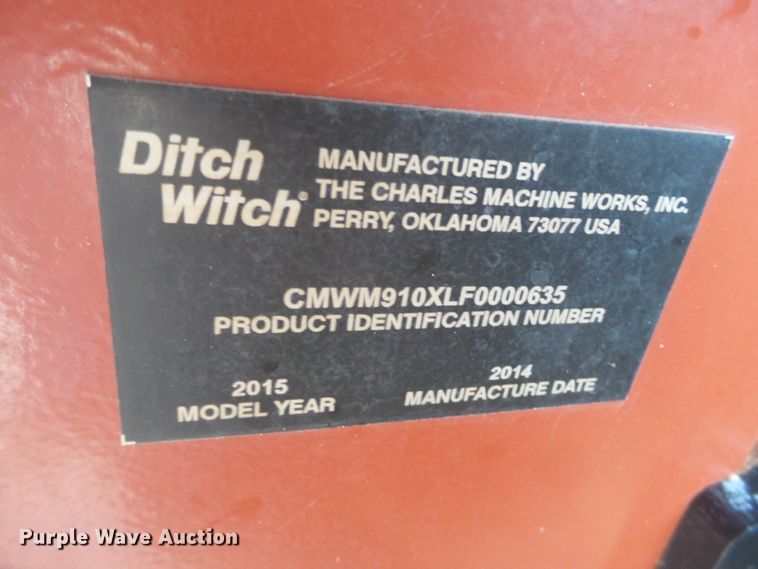 Ditch Witch®
MANUFACTURED BY
THE CHARLES MACHINE WORKS, INC.
PERRY, OKLAHOMA 73077 USA
CMWM910XLF0000635
PRODUCT IDENTIFICATION NUMBER
2015
MODEL YEAR
2014
MANUFACTURE DATE
Purple Wave Auction